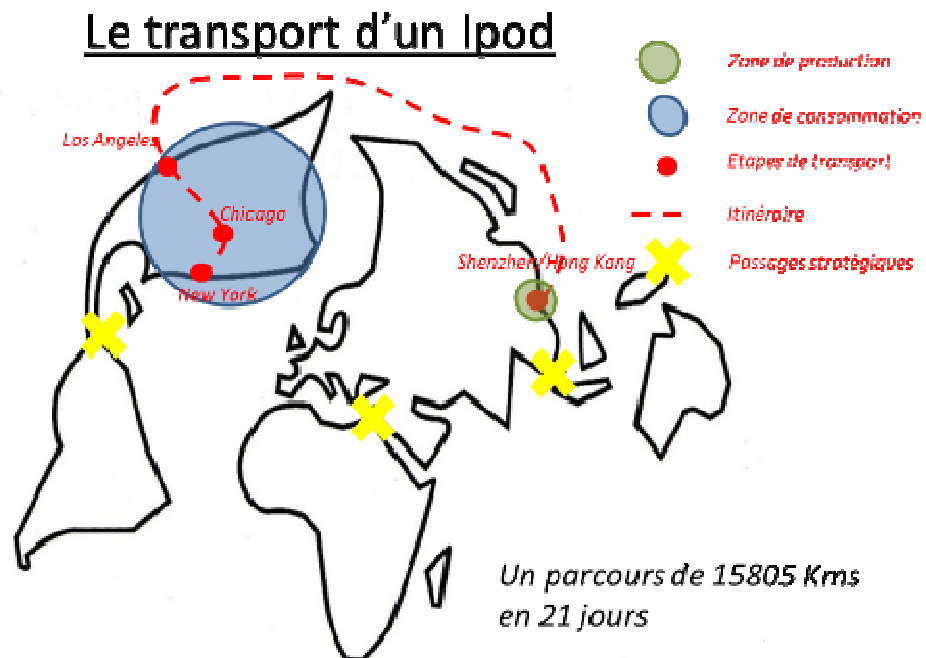 Le transport d'un Ipod
Zone de production
Zone de consommation
Los Angeles
Etapes de transport
Chicago
Itinéraire
Shenzhen/Hong Kong
Passages stratégiques
New York
Un parcours de 15805 Kms
en 21 jours